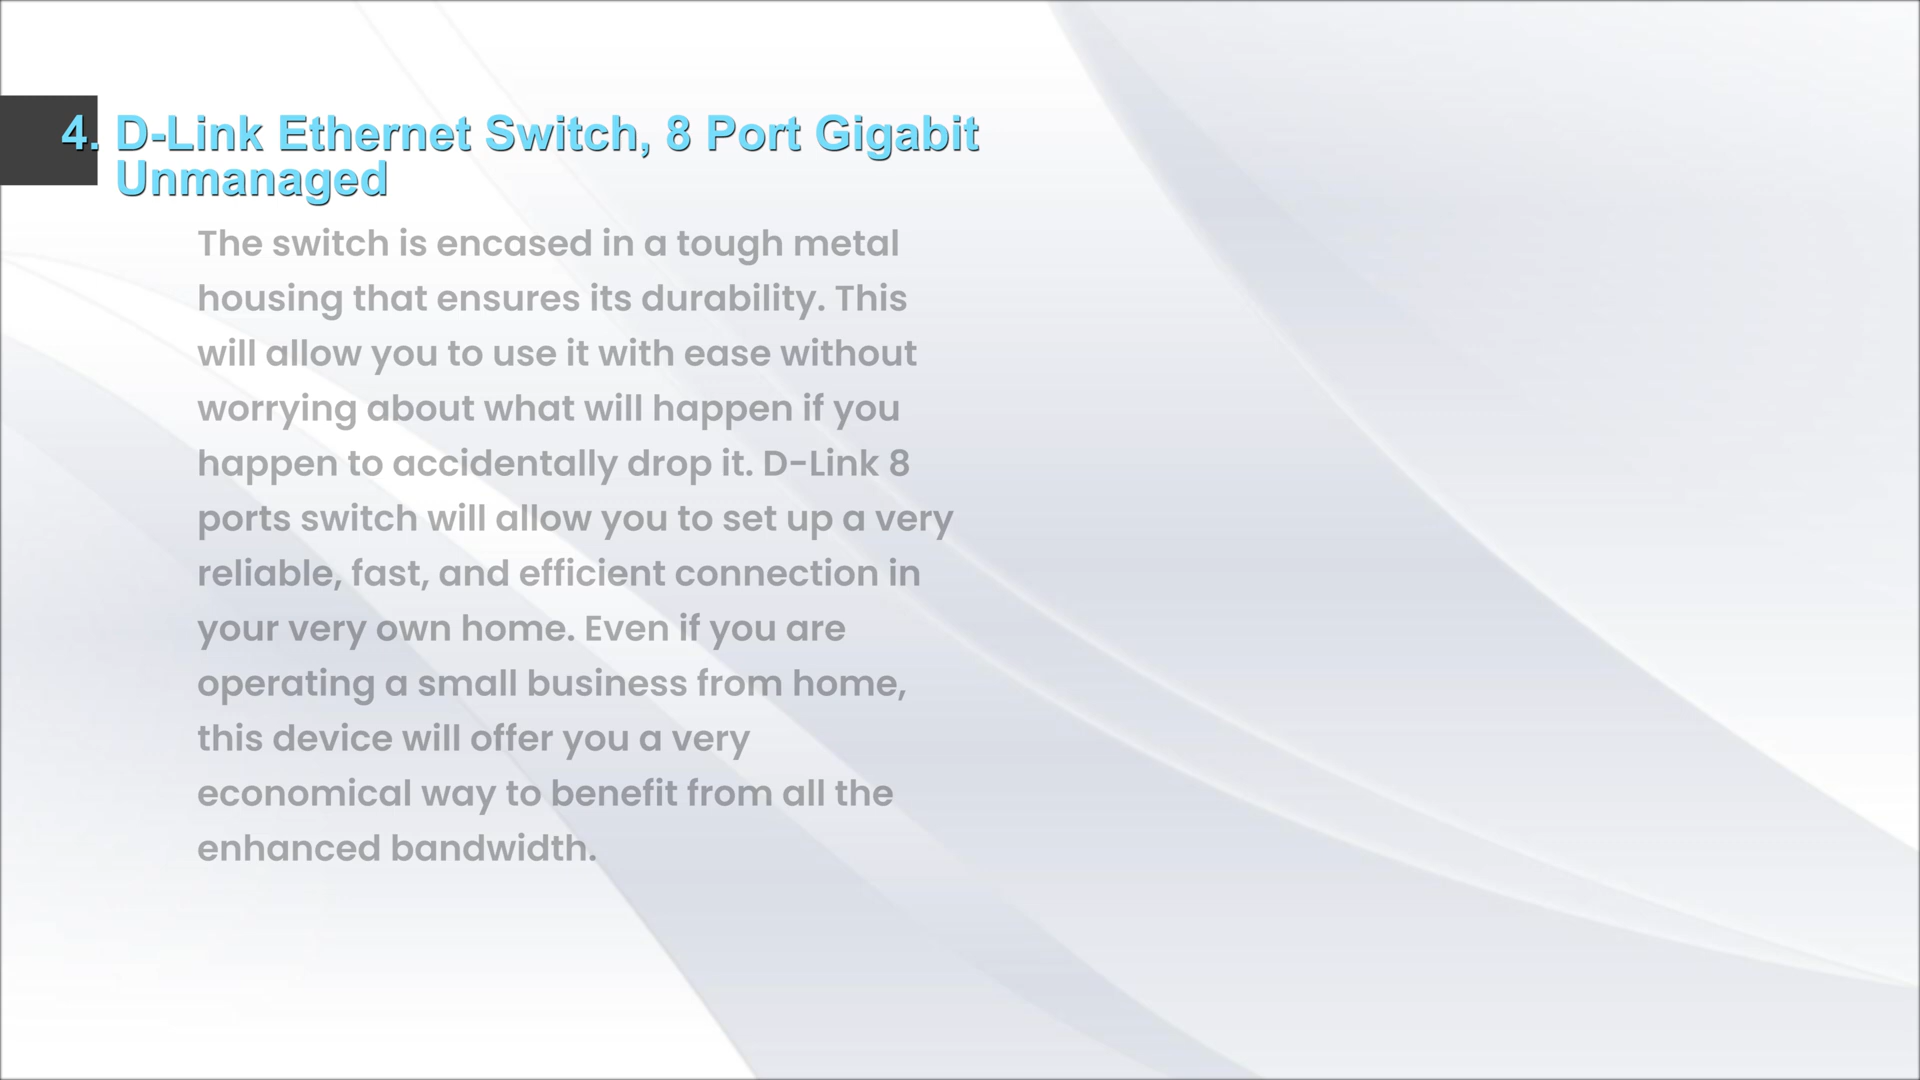 4. D-Link Ethernet Switch, 8 Port Gigabit
Unmanaged
The switch is encased in a tough metal
housing that ensures its durability. This
will allow you to use it with ease without
worrying about what will happen if you
happen to accidentally drop it. D-Link 8
ports switch will allow you to set up a very
reliable, fast, and efficient connection in
your very own home. Even if you are
operating a small business from home,
this device will offer you a very
economical way to benefit from all the
enhanced bandwidth.